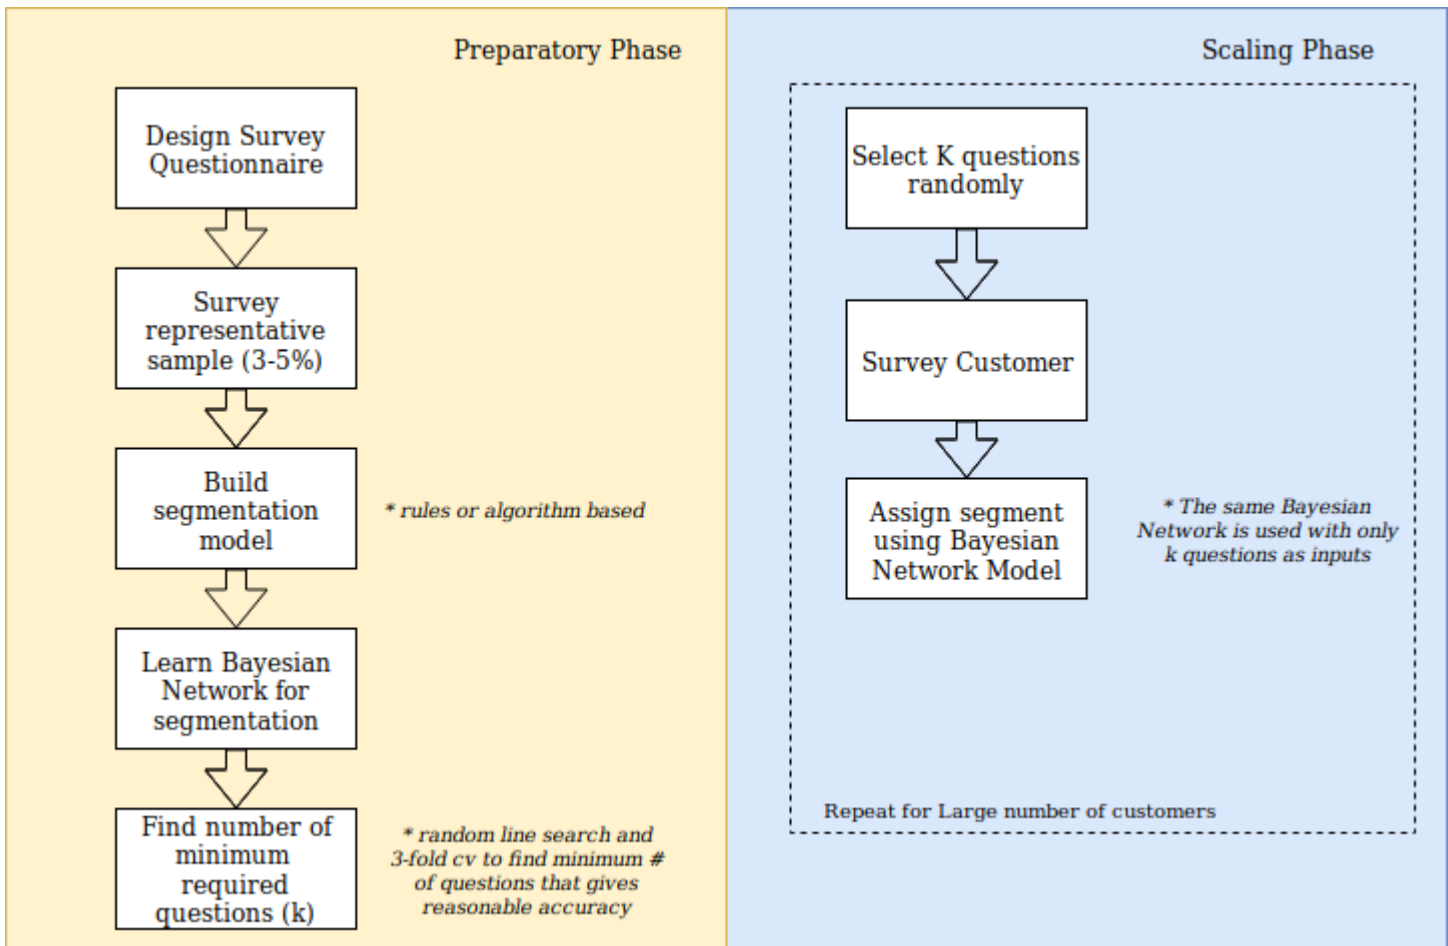 Preparatory Phase
Design Survey
Questionnaire
Survey
representative
sample (3-5%)
Build
segmentation
model
* rules or algorithm based
Learn Bayesian
Network for
segmentation
Find number of
minimum
required
questions (k)
* random line search and
3-fold cv to find minimum #
of questions that gives
reasonable accuracy
Scaling Phase
Select K questions
randomly
Survey Customer
Assign segment
using Bayesian
Network Model
* The same Bayesian
Network is used with only
k questions as inputs
Repeat for Large number of customers